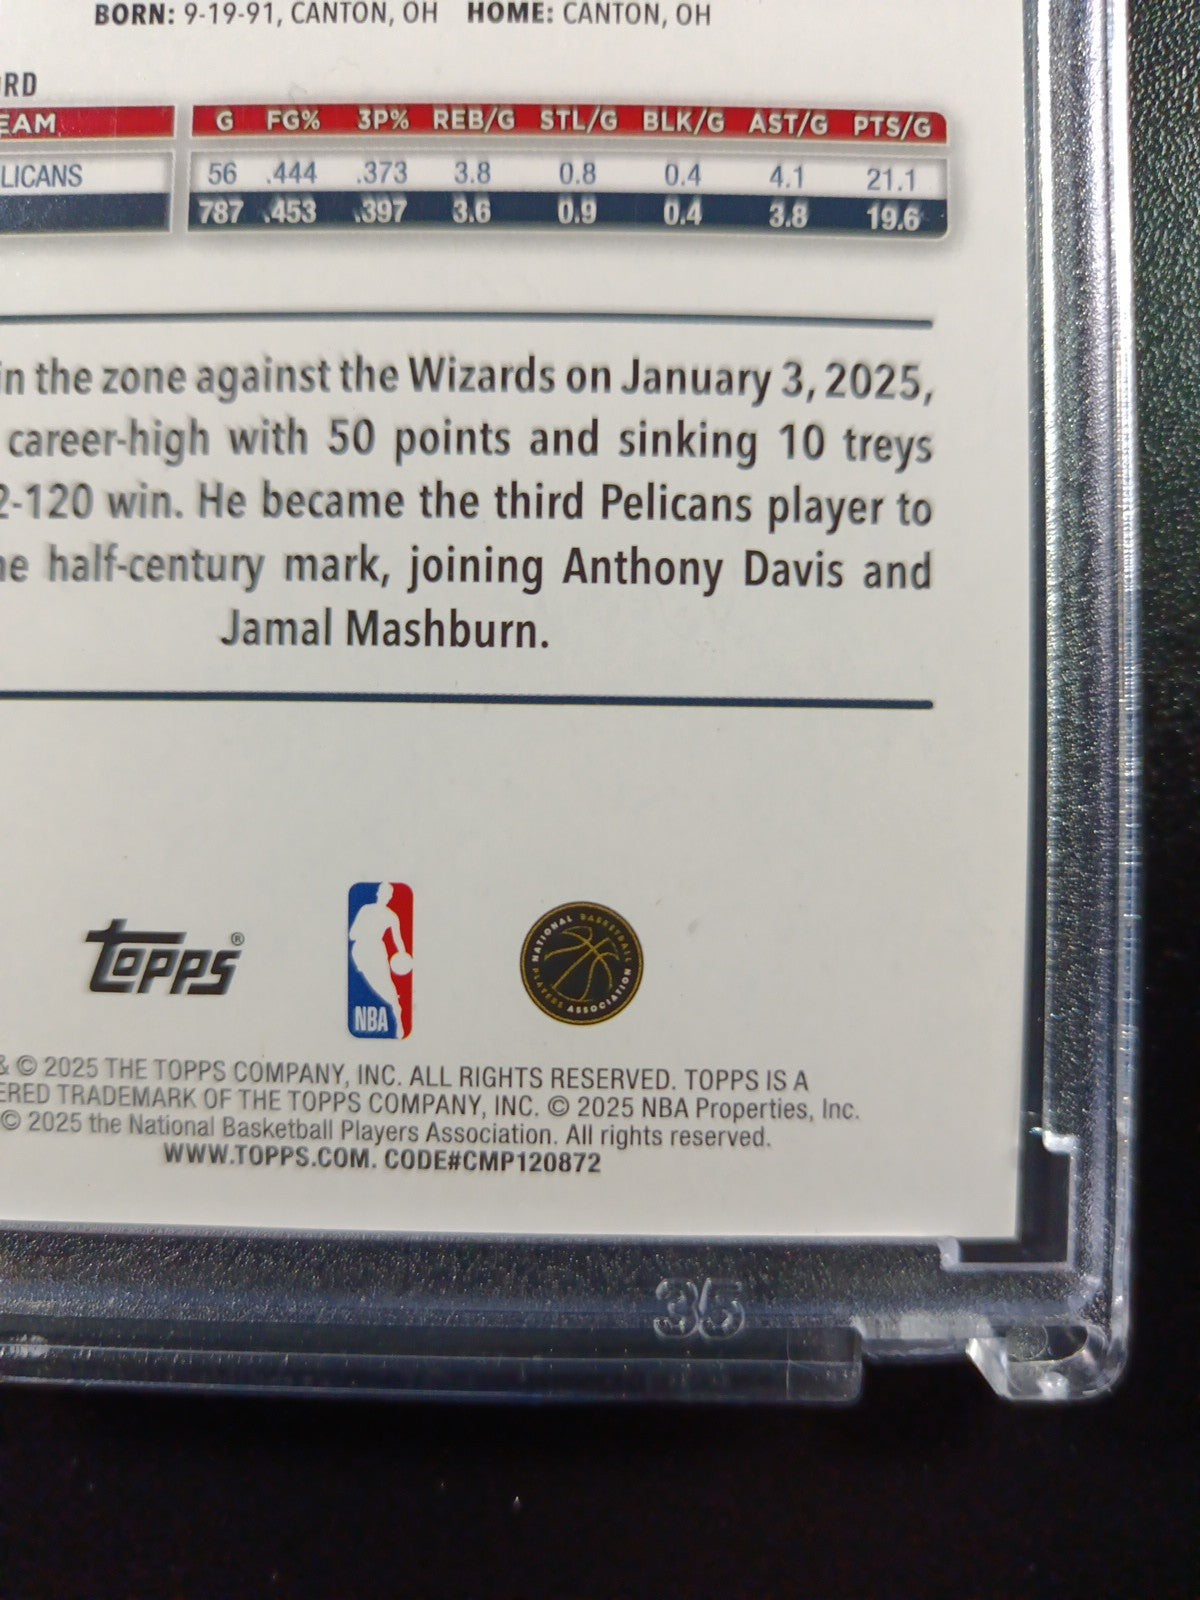 BORN: 9-19-91, CANTON, OH HOME: CANTON, OH
RD
EAM G FG% 3P% REB/G STL/G BLK/G AST/G PTS/G
LICANS 56 .444 .373 3.8 0.8 0.4 4.1 21.1
787 .453 .397 3.6 0.9 0.4 3.8 19.6
in the zone against the Wizards on January 3, 2025,
career-high with 50 points and sinking 10 treys
2-120 win. He became the third Pelicans player to
he half-century mark, joining Anthony Davis and
Jamal Mashburn.
TOPPS®
NBA
NATIONAL BASKETBALL
PLAYERS ASSOCIATION
& © 2025 THE TOPPS COMPANY, INC. ALL RIGHTS RESERVED. TOPPS IS A
ERED TRADEMARK OF THE TOPPS COMPANY, INC. © 2025 NBA Properties, Inc.
© 2025 the National Basketball Players Association. All rights reserved.
WWW.TOPPS.COM. CODE#CMP120872
35